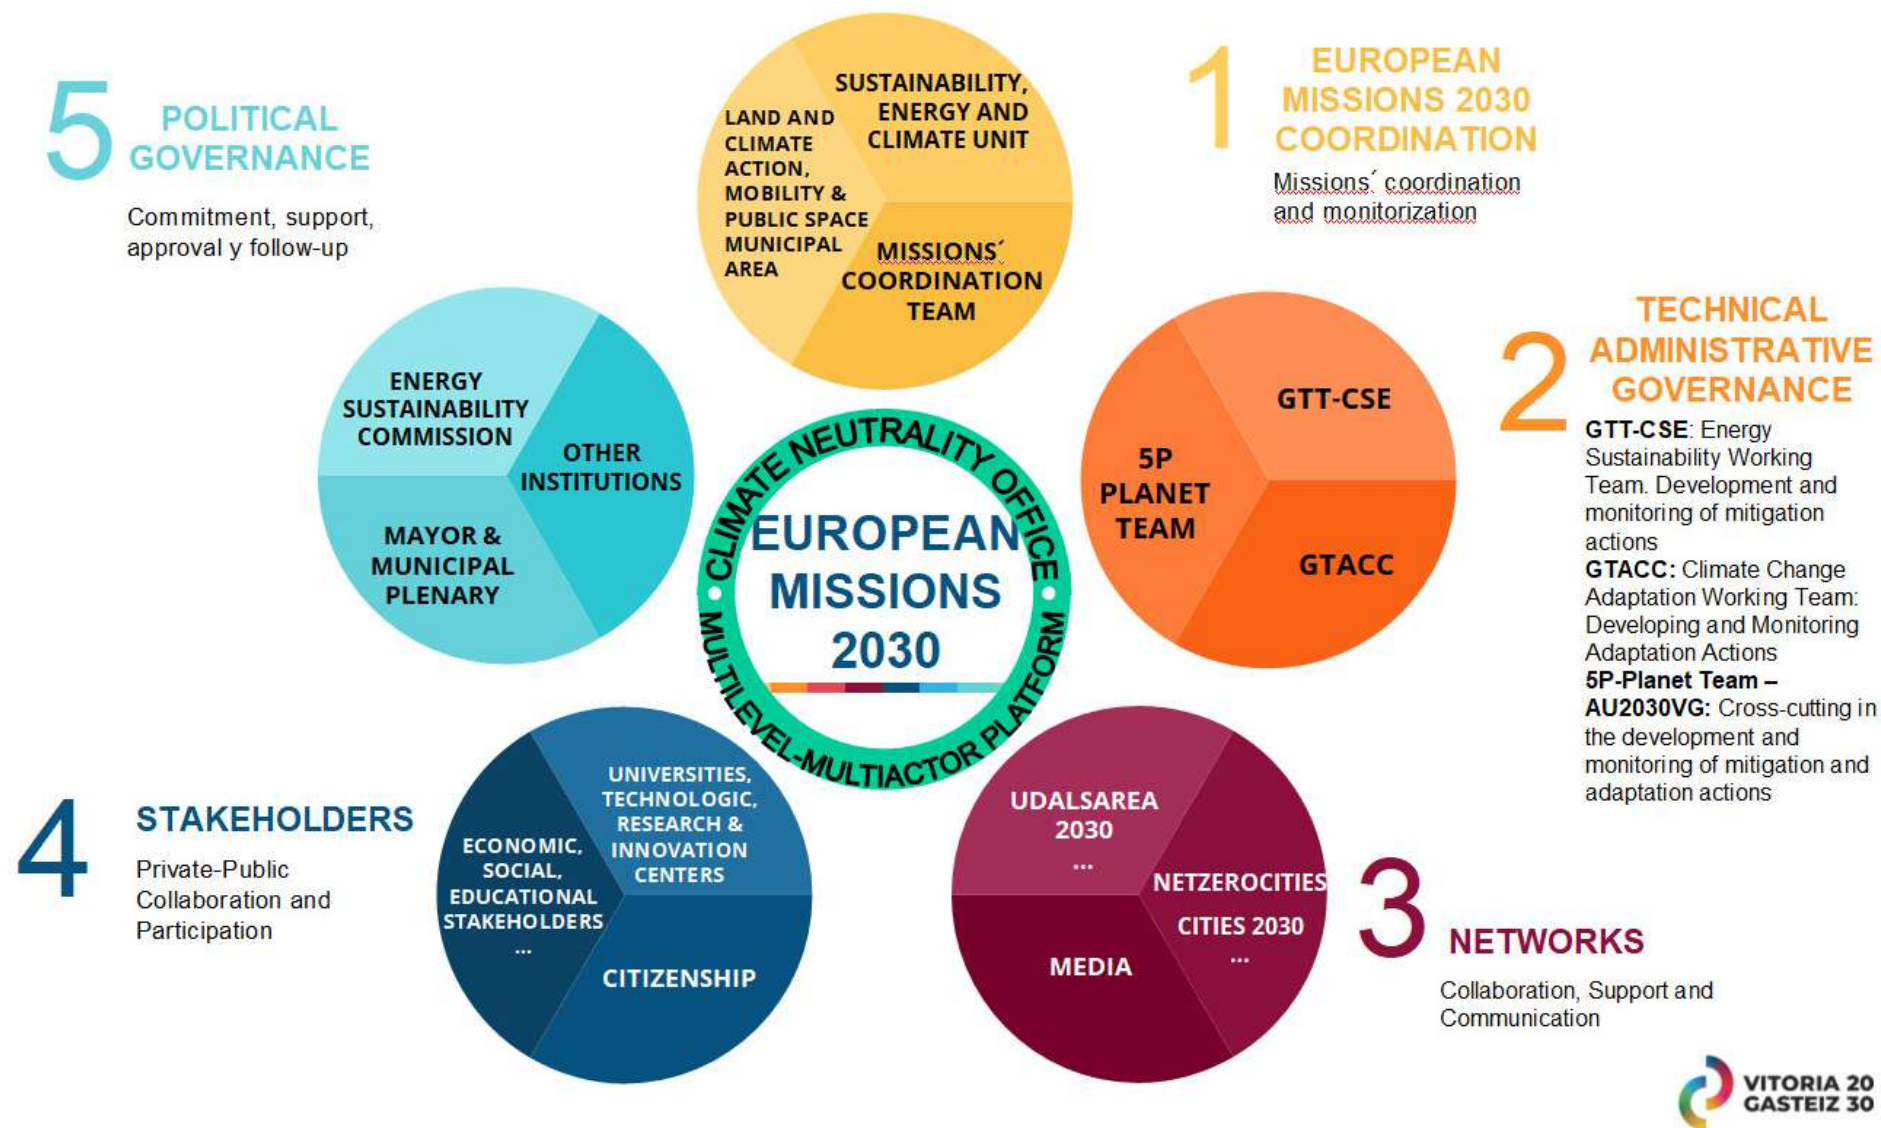 5
POLITICAL
GOVERNANCE
Commitment, support,
approval y follow-up
SUSTAINABILITY,
ENERGY AND
CLIMATE UNIT
LAND AND
CLIMATE
ACTION,
MOBILITY &
PUBLIC SPACE
MUNICIPAL
AREA
MISSIONS´
COORDINATION
TEAM
1
EUROPEAN
MISSIONS 2030
COORDINATION
Missions´ coordination
and monitorization
ENERGY
SUSTAINABILITY
COMMISSION
OTHER
INSTITUTIONS
MAYOR &
MUNICIPAL
PLENARY
CLIMATE NEUTRALITY OFFICE
EUROPEAN
MISSIONS
2030
MULTILEVEL-MULTIACTOR PLATFORM
GTT-CSE
5P
PLANET
TEAM
GTACC
2
TECHNICAL
ADMINISTRATIVE
GOVERNANCE
GTT-CSE: Energy
Sustainability Working
Team. Development and
monitoring of mitigation
actions
GTACC: Climate Change
Adaptation Working Team:
Developing and Monitoring
Adaptation Actions
5P-Planet Team –
AU2030VG: Cross-cutting in
the development and
monitoring of mitigation and
adaptation actions
4
STAKEHOLDERS
Private-Public
Collaboration and
Participation
UNIVERSITIES,
TECHNOLOGIC,
RESEARCH &
INNOVATION
CENTERS
ECONOMIC,
SOCIAL,
EDUCATIONAL
STAKEHOLDERS
...
CITIZENSHIP
UDALSAREA
2030
...
NETZEROCITIES
CITIES 2030
...
MEDIA
3
NETWORKS
Collaboration, Support and
Communication
VITORIA 20
GASTEIZ 30